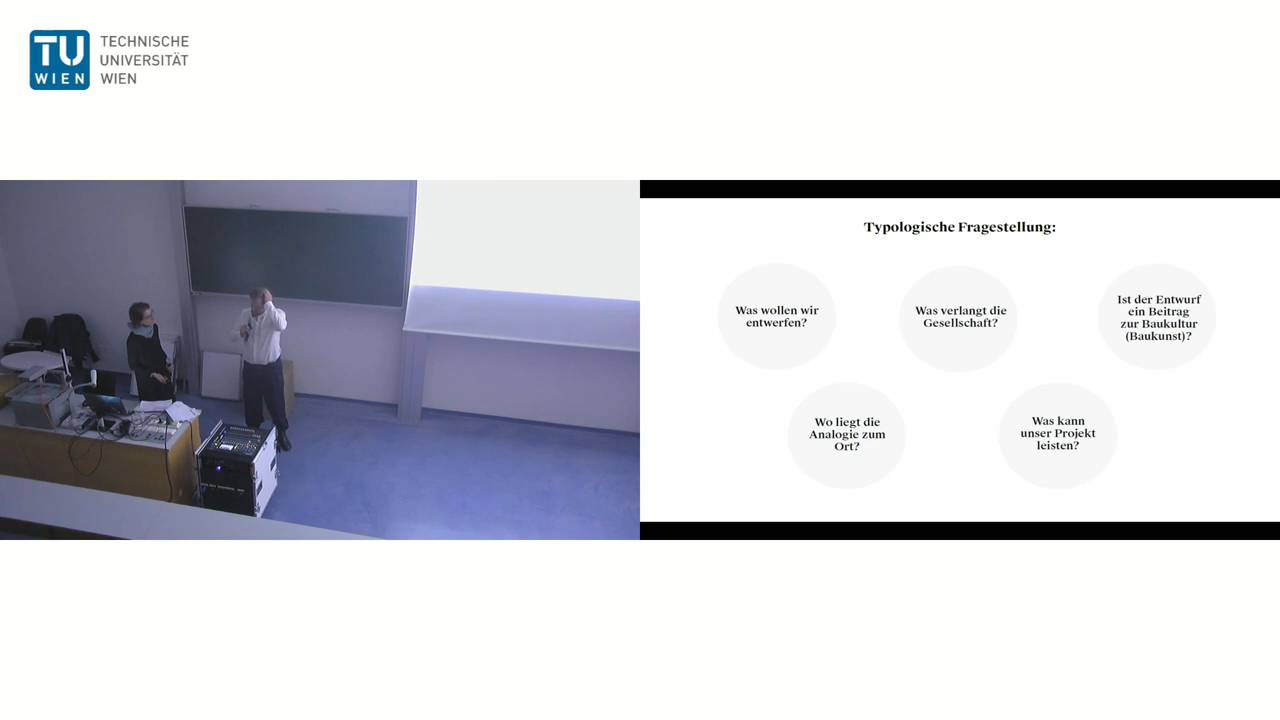 TU
WIEN
TECHNISCHE
UNIVERSITÄT
WIEN
Typologische Fragestellung:
Was wollen wir
entwerfen?
Was verlangt die
Gesellschaft?
Ist der Entwurf
ein Beitrag
zur Baukultur
(Baukunst)?
Wo liegt die
Analogie zum
Ort?
Was kann
unser Projekt
leisten?